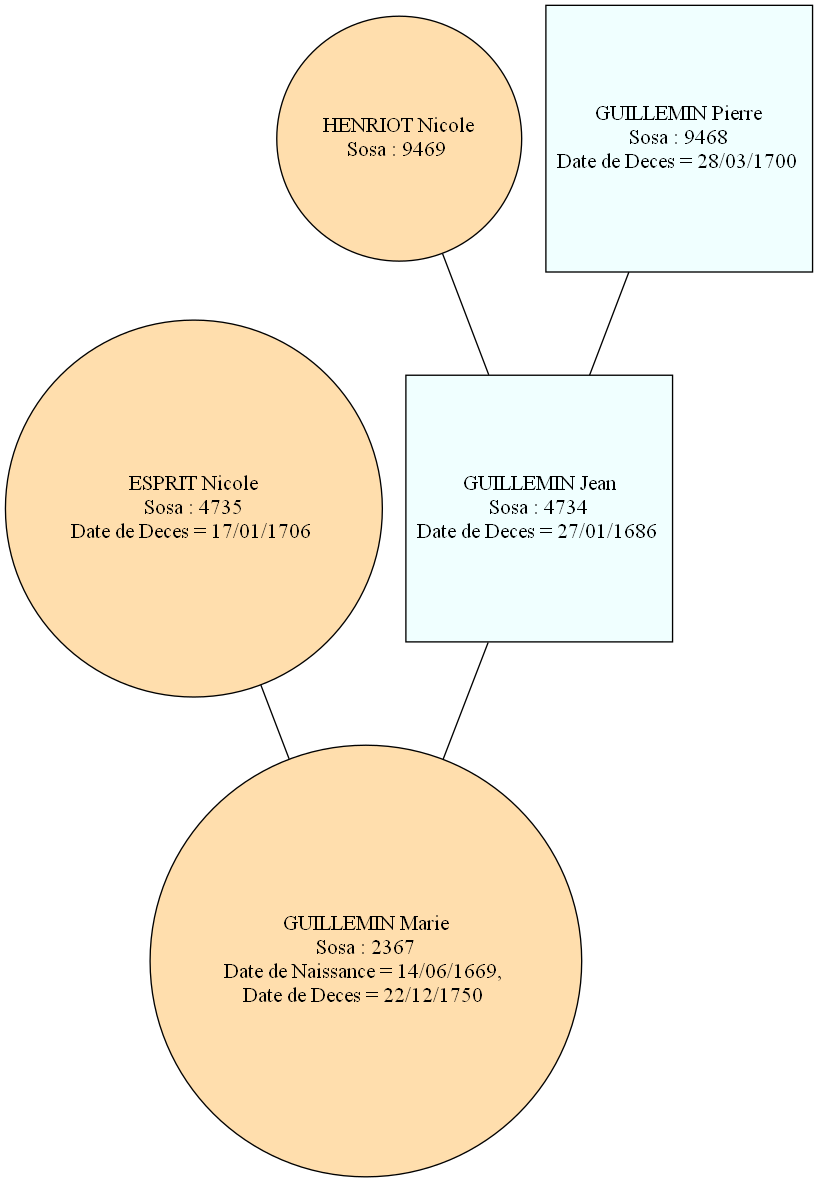 HENRIOT Nicole
Sosa : 9469
GUILLEMIN Pierre
Sosa : 9468
Date de Deces = 28/03/1700
ESPRIT Nicole
Sosa : 4735
Date de Deces = 17/01/1706
GUILLEMIN Jean
Sosa : 4734
Date de Deces = 27/01/1686
GUILLEMIN Marie
Sosa : 2367
Date de Naissance = 14/06/1669,
Date de Deces = 22/12/1750